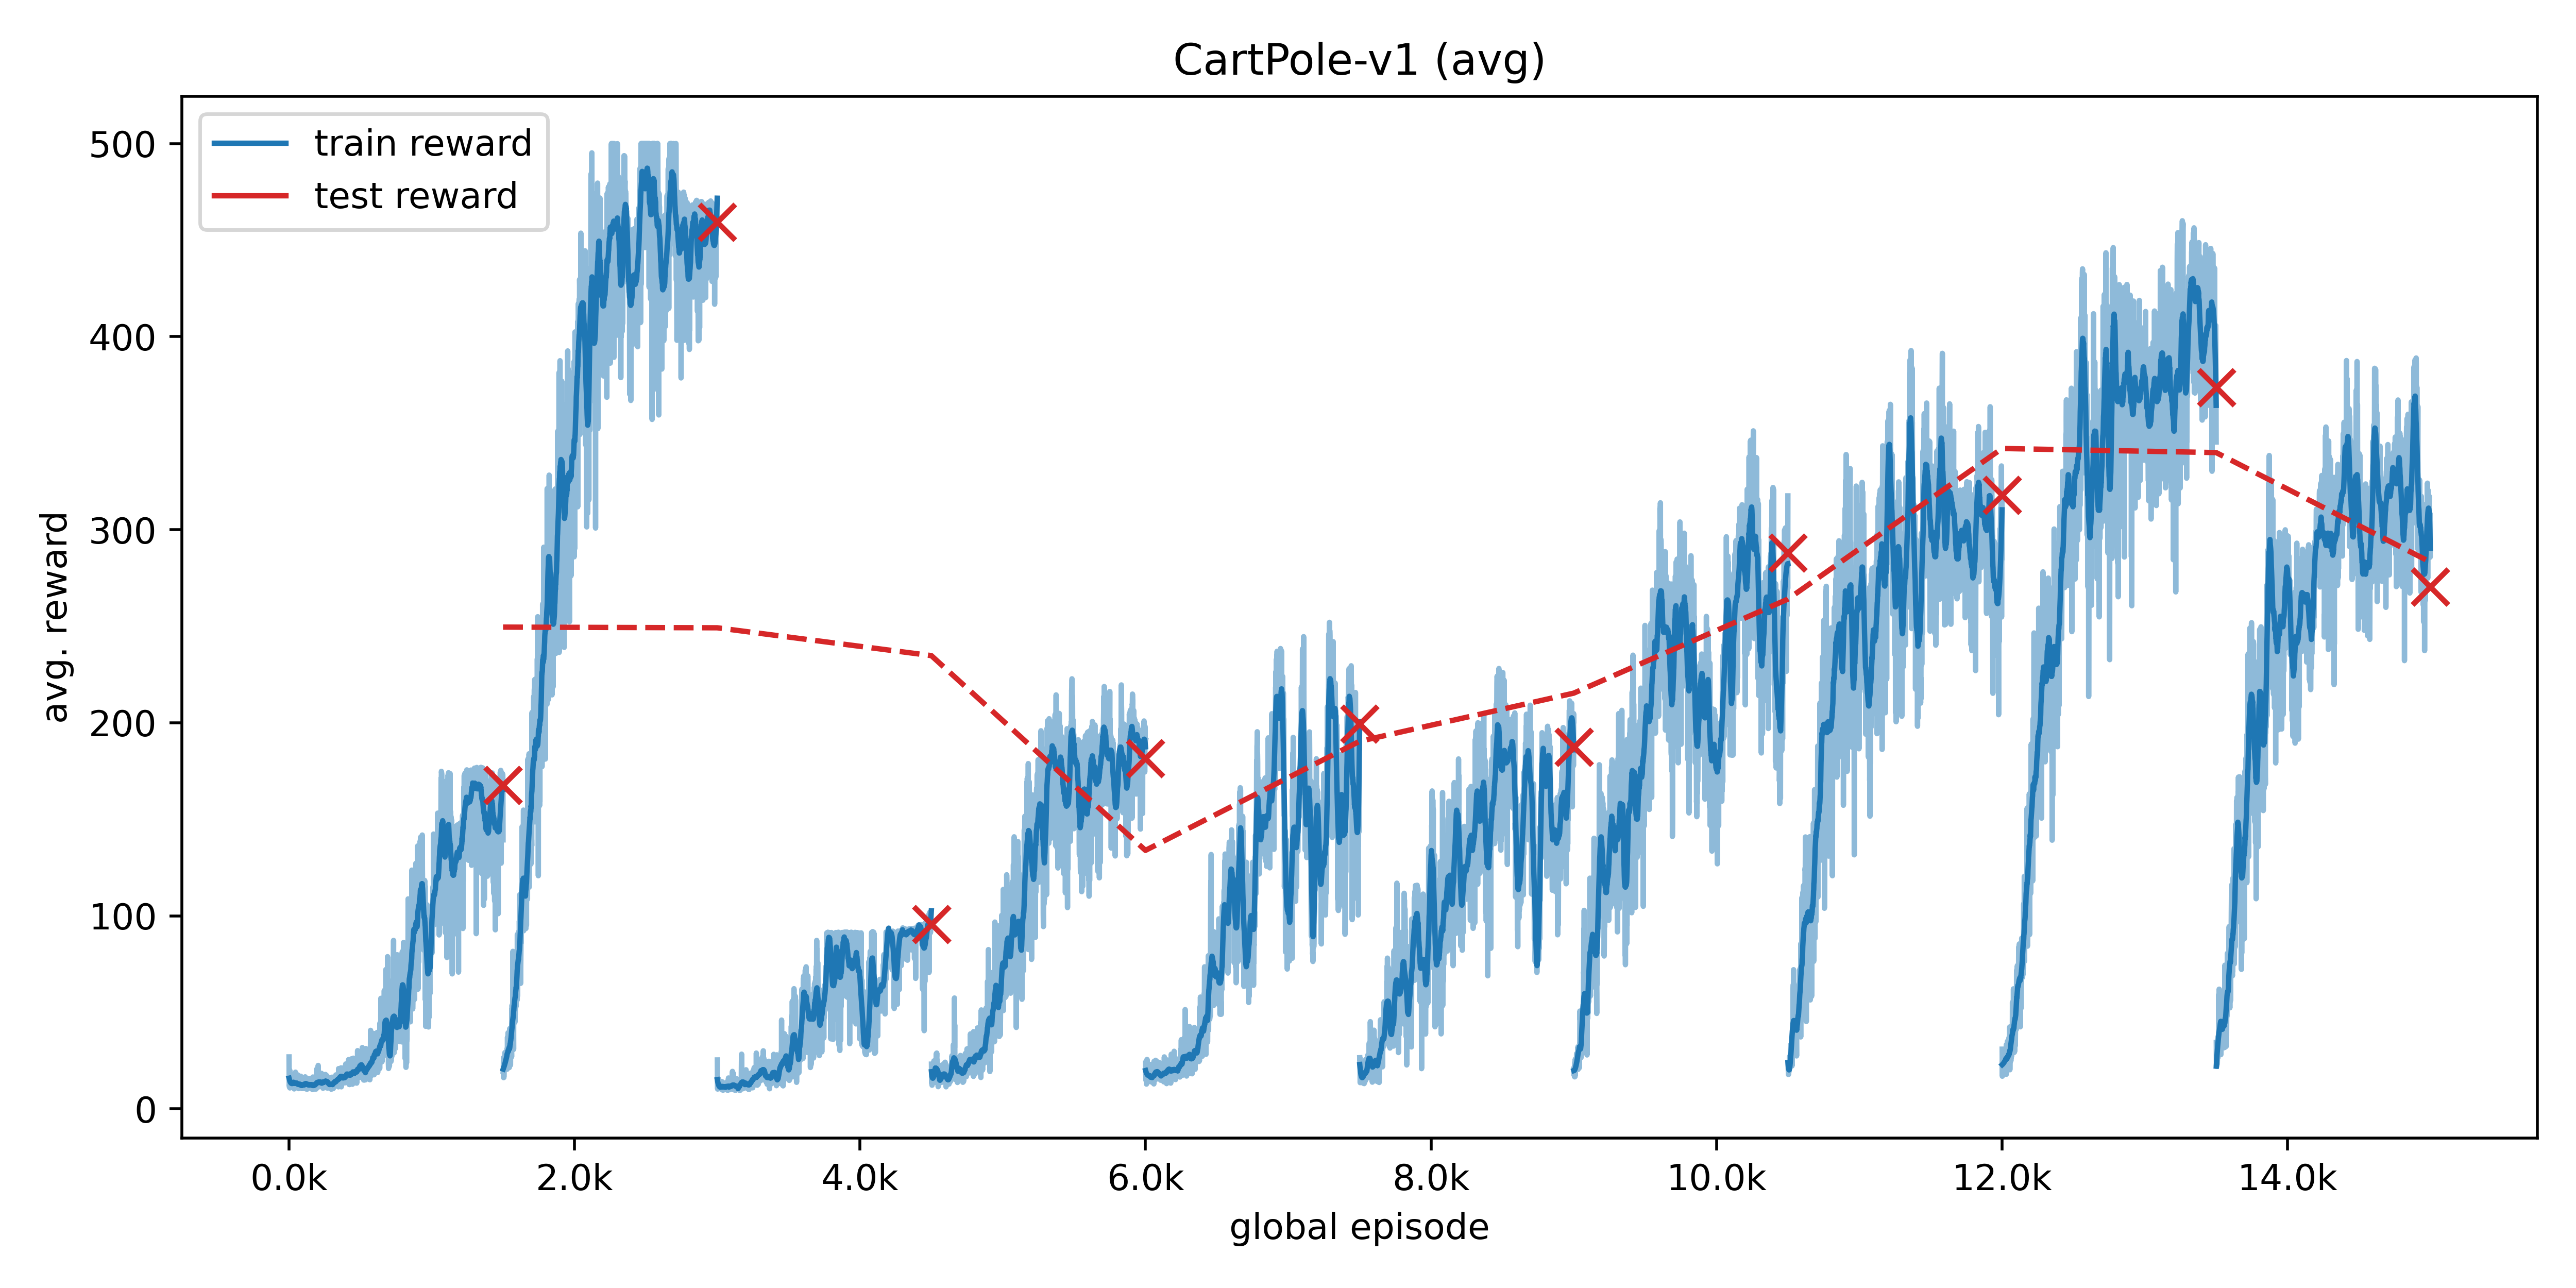 CartPole-v1 (avg)
train reward
test reward
500
400
300
200
100
0
avg. reward
0.0k 2.0k 4.0k 6.0k 8.0k 10.0k 12.0k 14.0k
global episode